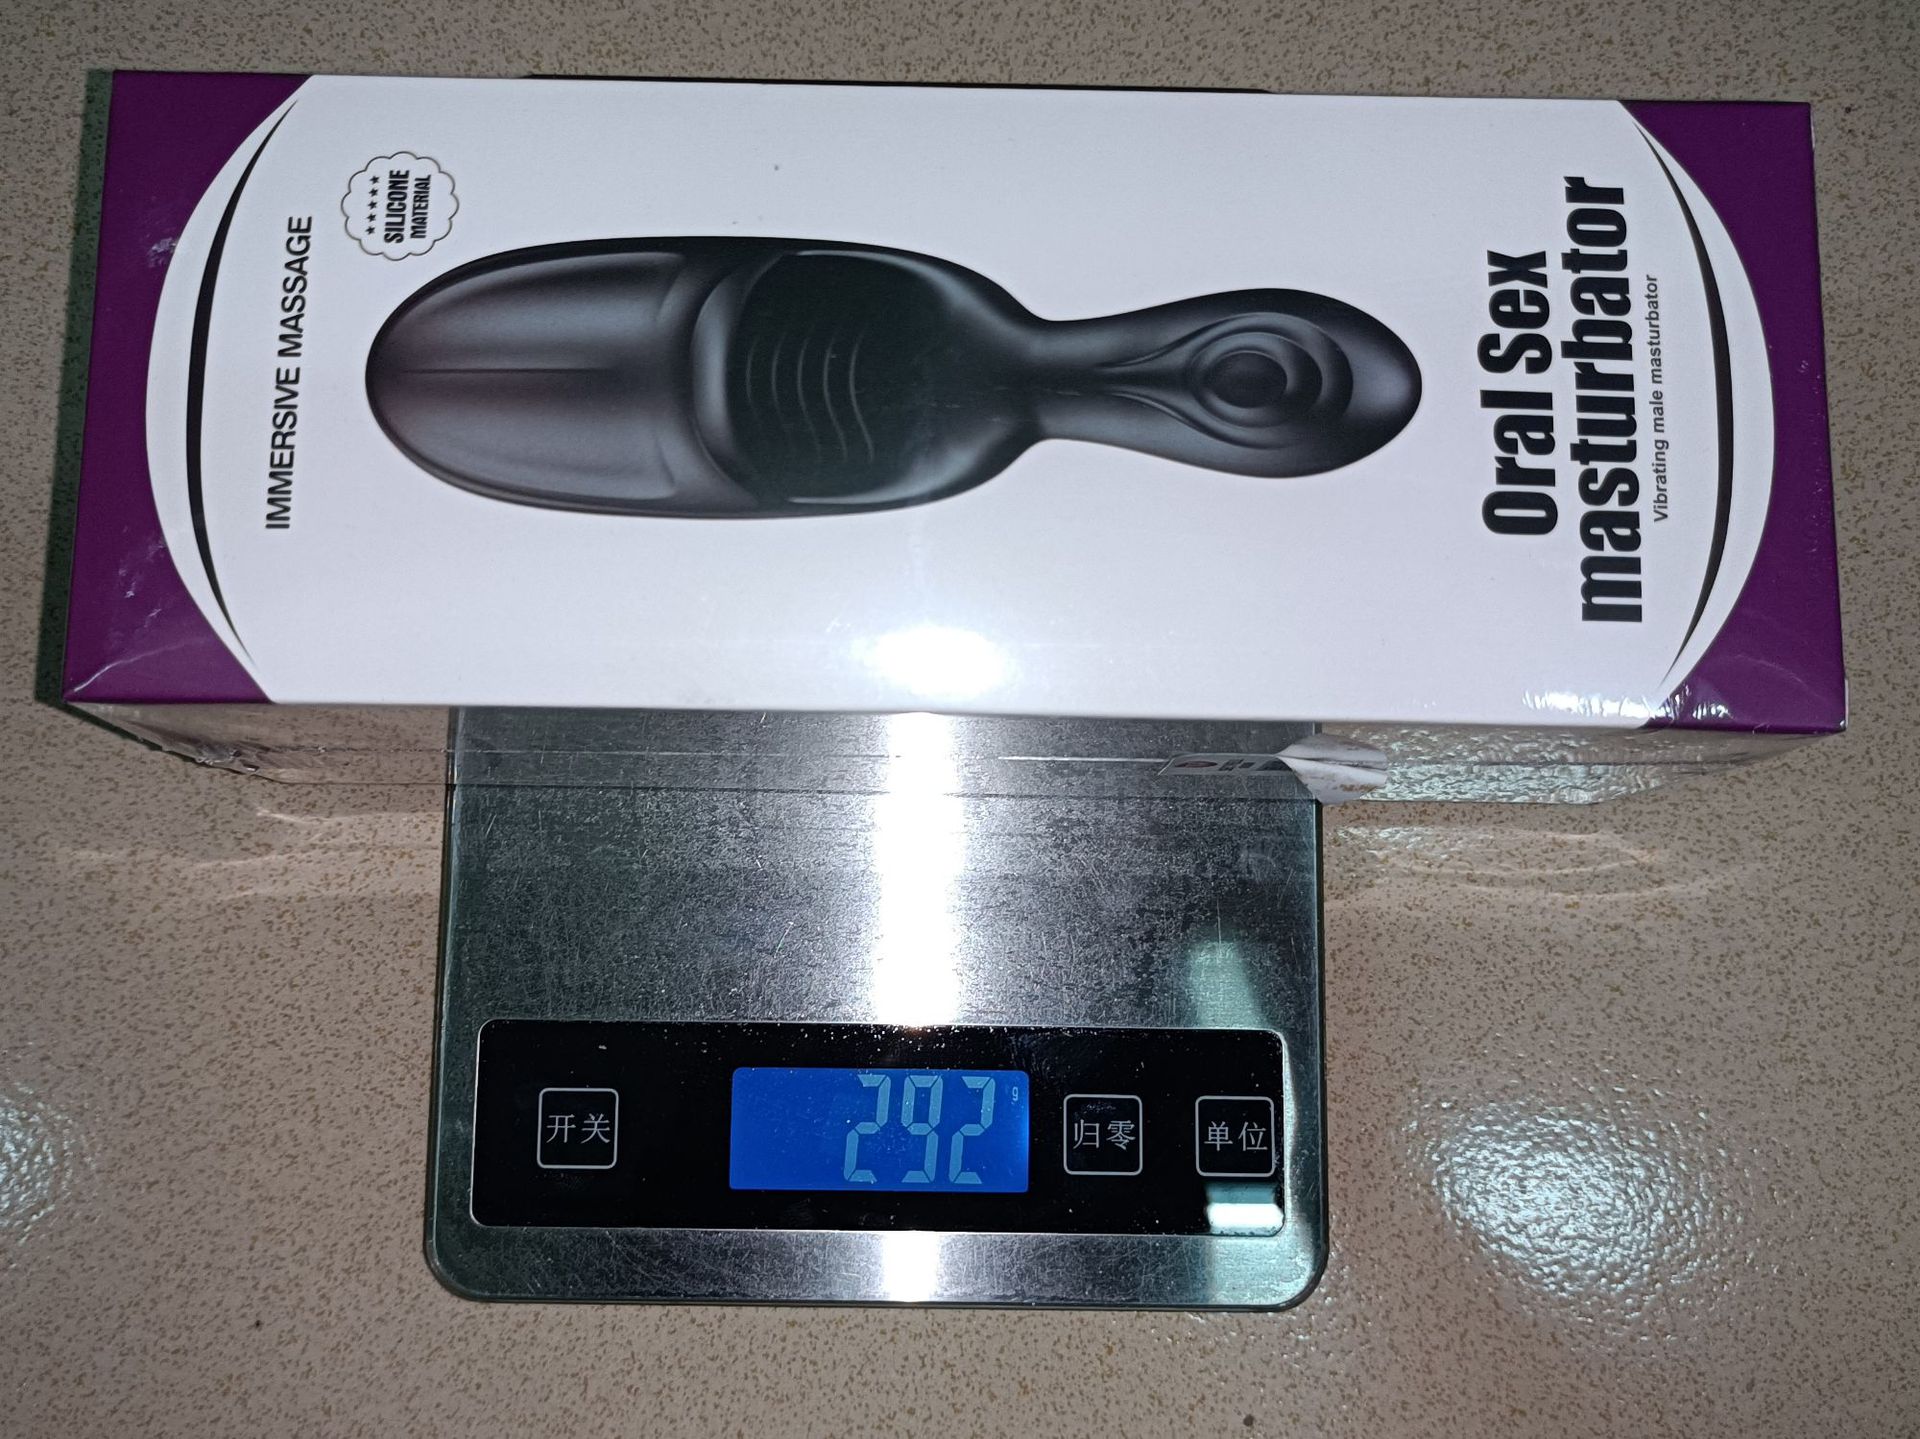 IMMERSIVE MASSAGE
★★★★★
SILICONE
MATERIAL
Oral Sex
masturbator
Vibrating male masturbator
292 g
开关
归零
单位